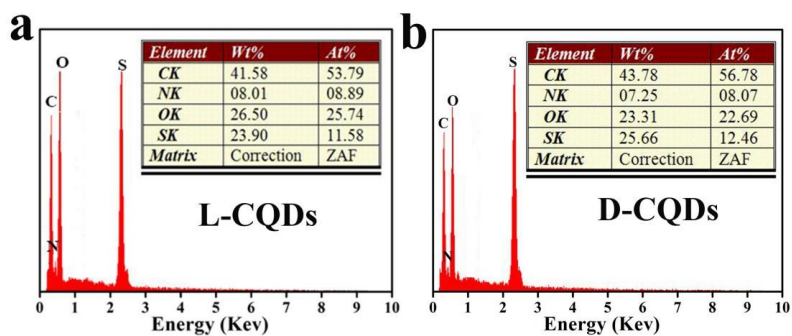 a
O
S
C
N
Element Wt% At%
CK 41.58 53.79
NK 08.01 08.89
OK 26.50 25.74
SK 23.90 11.58
Matrix Correction ZAF
L-CQDs
0 1 2 3 4 5 6 7 8 9 10
Energy (Kev)
b
S
O
C
N
Element Wt% At%
CK 43.78 56.78
NK 07.25 08.07
OK 23.31 22.69
SK 25.66 12.46
Matrix Correction ZAF
D-CQDs
0 1 2 3 4 5 6 7 8 9 10
Energy (Kev)